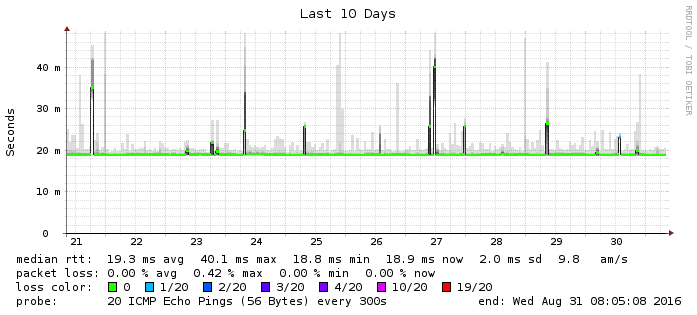 Last 10 Days
RRDTOOL / TOBI OETIKER
Seconds
40 m
30 m
20 m
10 m
0
21 22 23 24 25 26 27 28 29 30
median rtt: 19.3 ms avg 40.1 ms max 18.8 ms min 18.9 ms now 2.0 ms sd 9.8 am/s
packet loss: 0.00 % avg 0.42 % max 0.00 % min 0.00 % now
loss color: 0 1/20 2/20 3/20 4/20 10/20 19/20
probe: 20 ICMP Echo Pings (56 Bytes) every 300s end: Wed Aug 31 08:05:08 2016